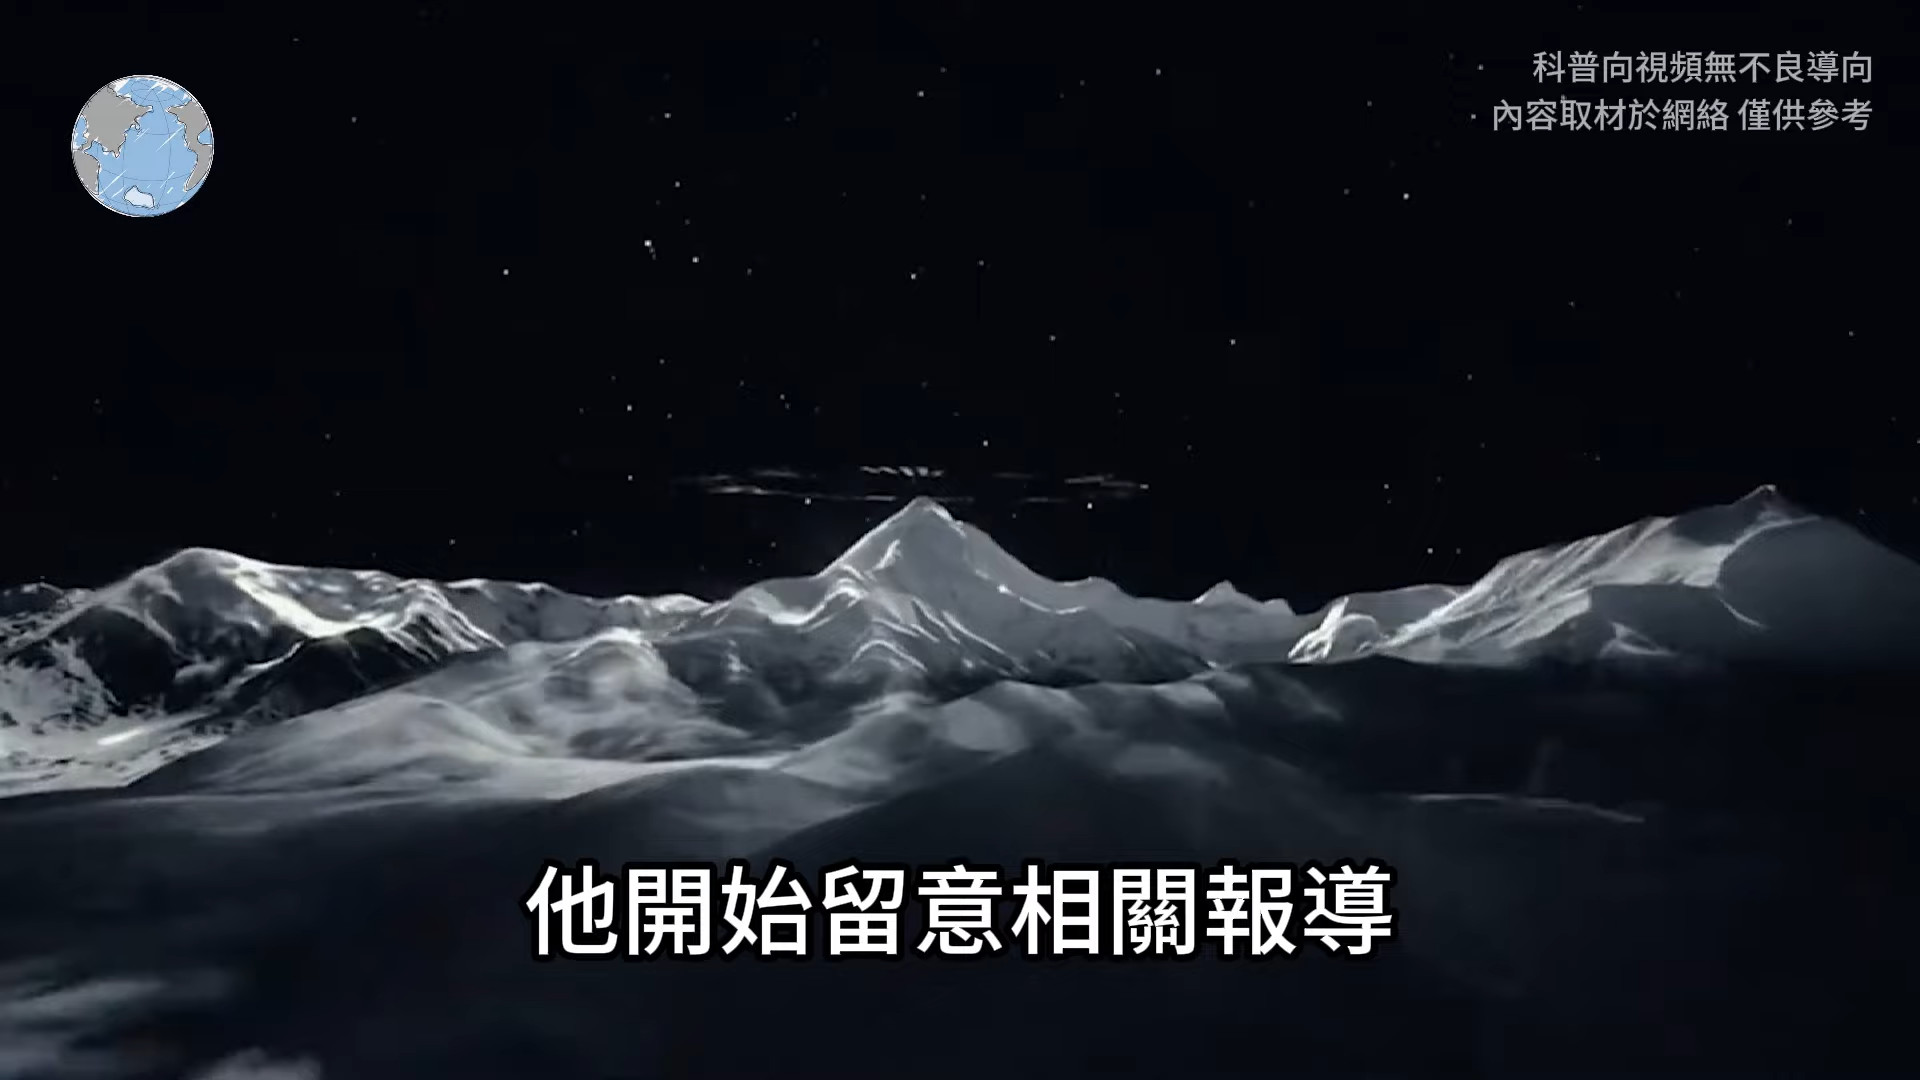 科普向視頻無不良導向
內容取材於網絡 僅供參考
他開始留意相關報導